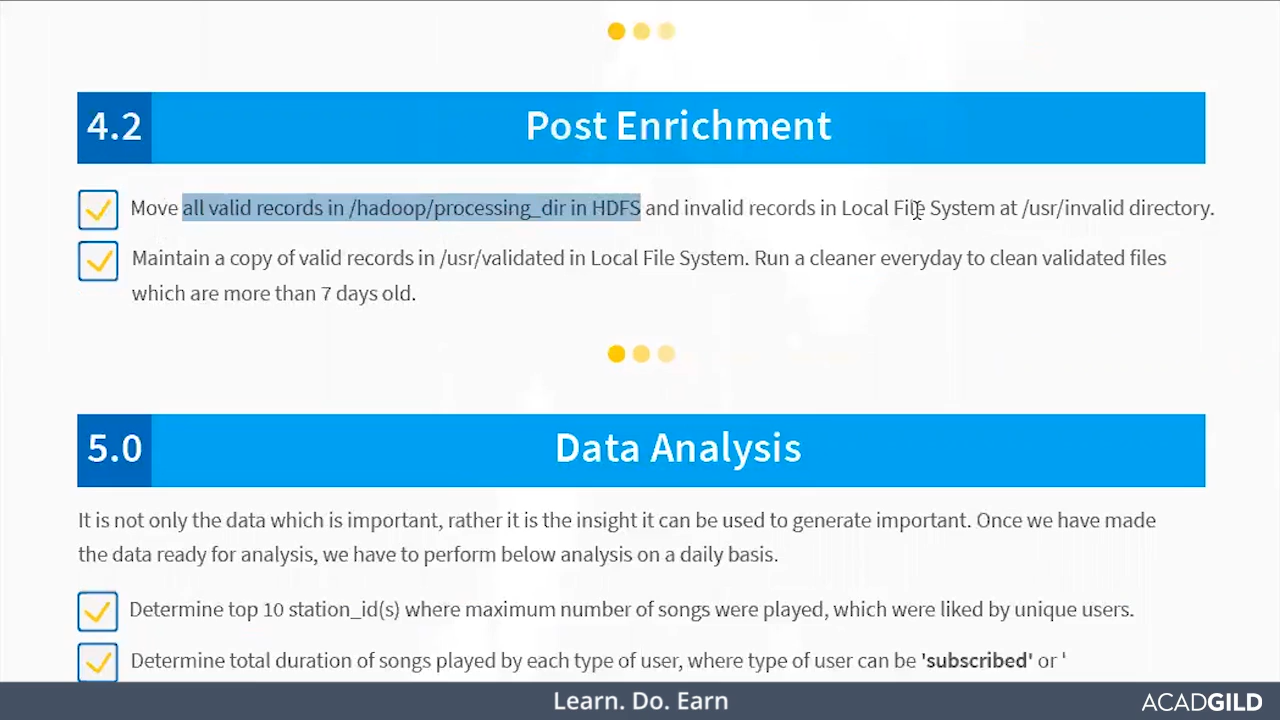 4.2
Post Enrichment
Move all valid records in /hadoop/processing_dir in HDFS and invalid records in Local File System at /usr/invalid directory.
Maintain a copy of valid records in /usr/validated in Local File System. Run a cleaner everyday to clean validated files
which are more than 7 days old.
5.0
Data Analysis
It is not only the data which is important, rather it is the insight it can be used to generate important. Once we have made
the data ready for analysis, we have to perform below analysis on a daily basis.
Determine top 10 station_id(s) where maximum number of songs were played, which were liked by unique users.
Determine total duration of songs played by each type of user, where type of user can be 'subscribed' or '
Learn. Do. Earn
ACADGILD